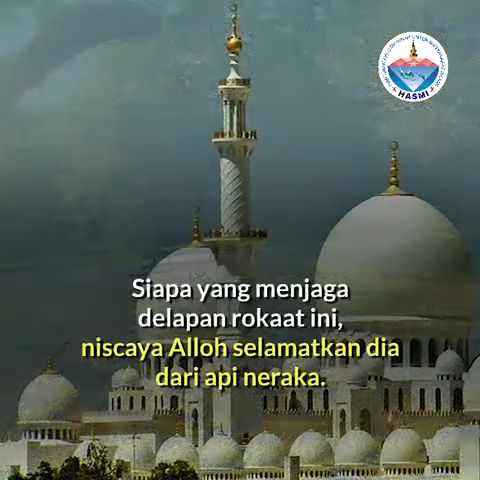 HASMI
Siapa yang menjaga
delapan rokaat ini,
niscaya Alloh selamatkan dia
dari api neraka.